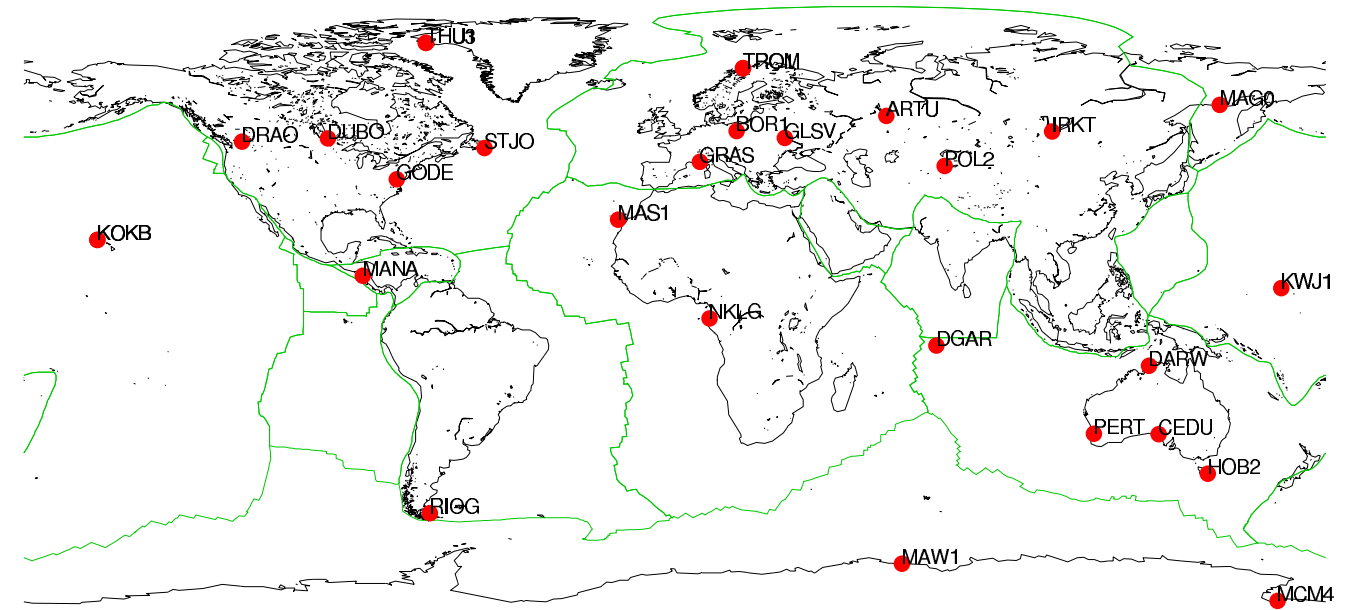 THU3
TROM
MAG0
ARTU
BOR1
IRKT
DUBO
GLSV
DRAO
STJO
GRAS
POL2
GODE
MAS1
KOKB
MANA
KWJ1
NKLG
DGAR
DARW
PERT
CEDU
HOB2
RIOG
MAW1
MCM4